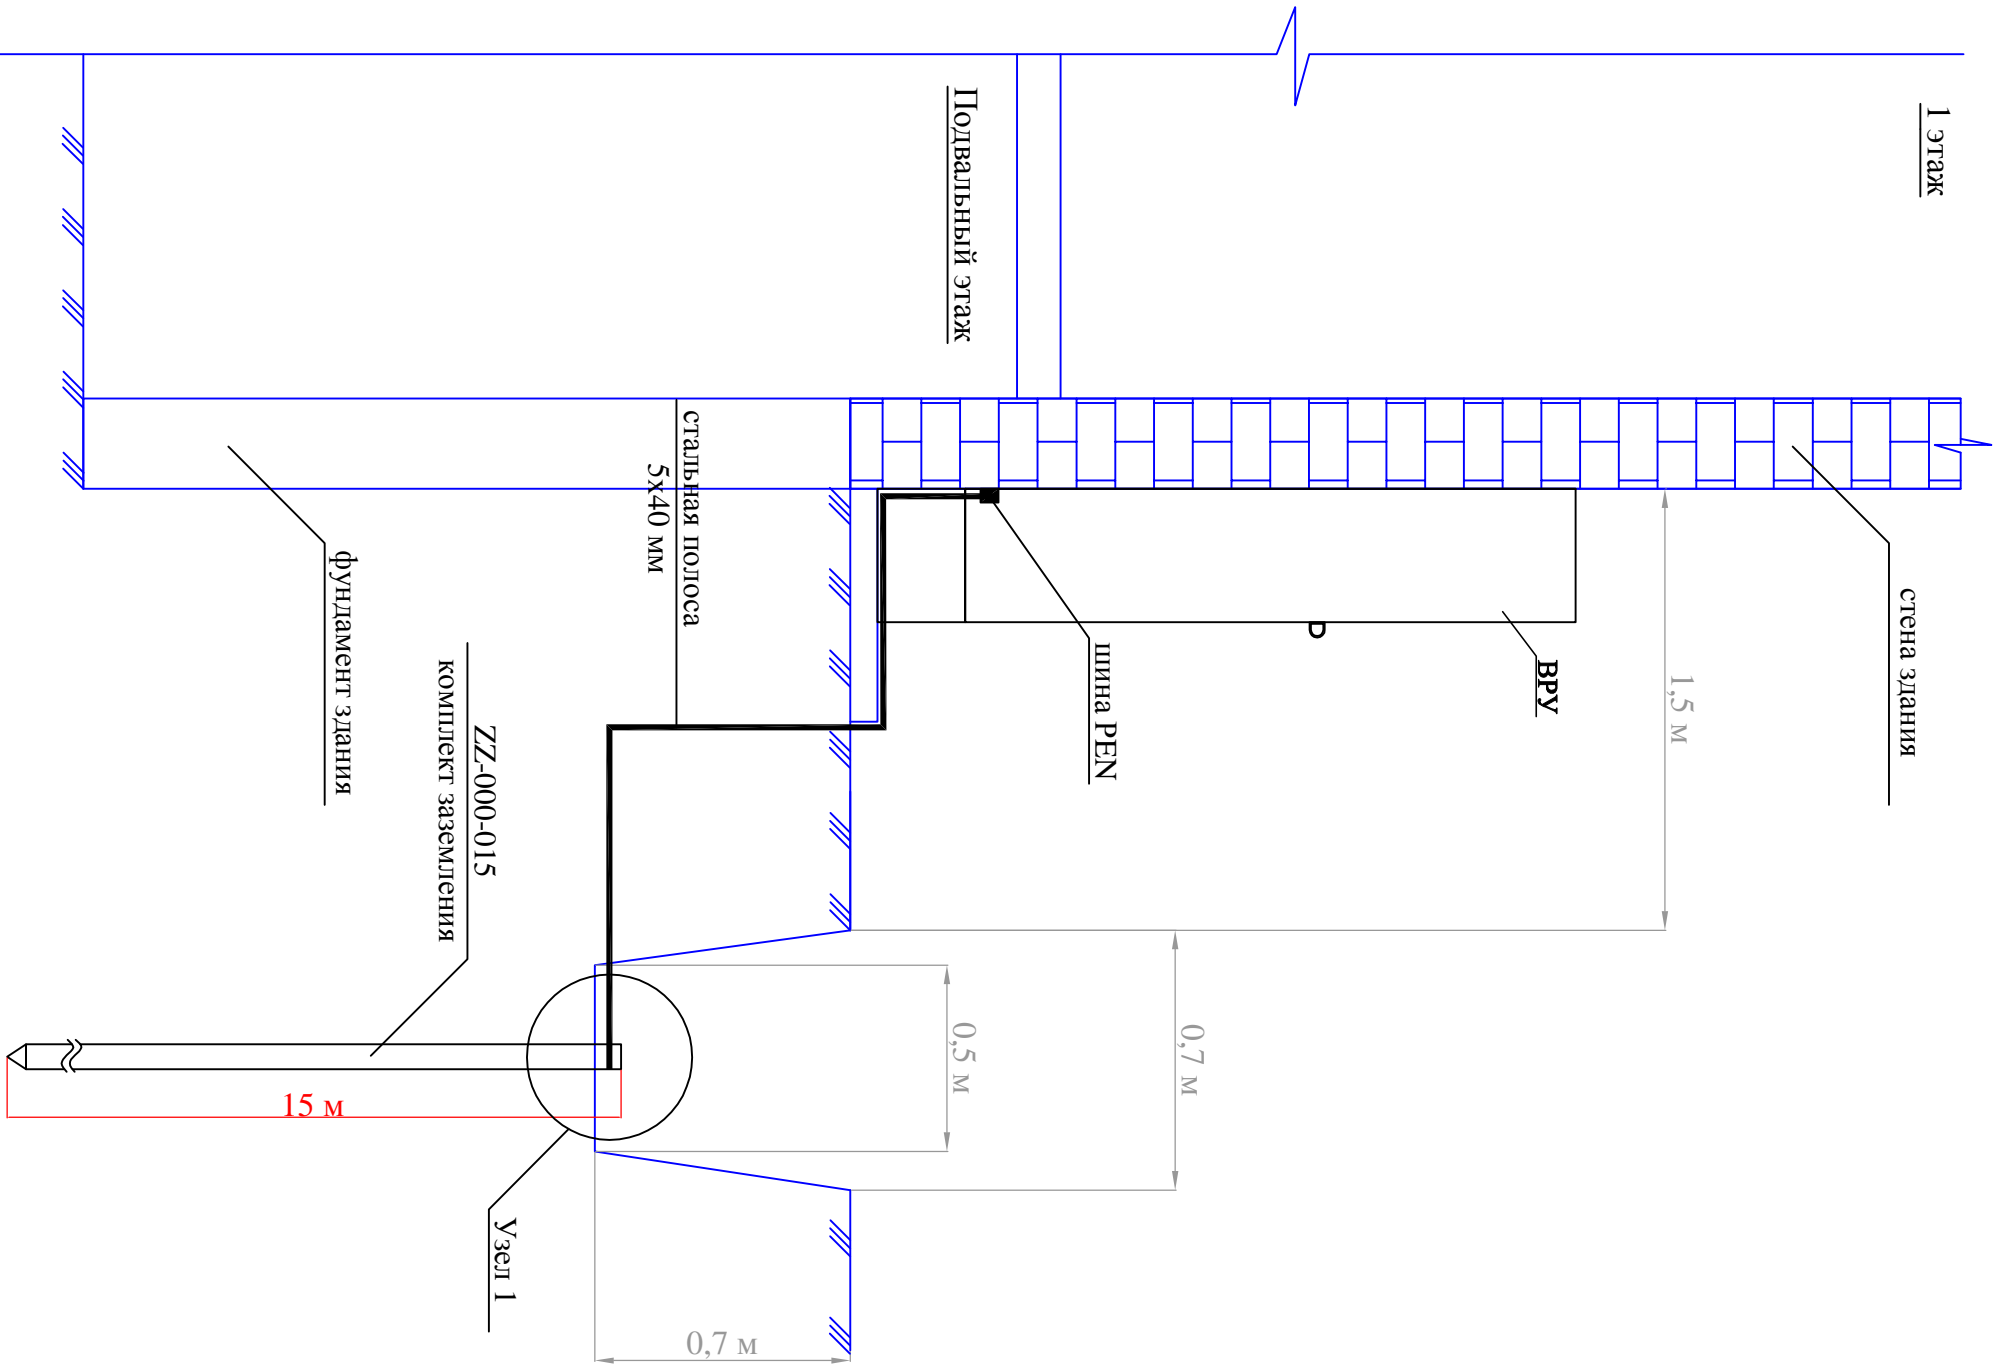 1 этаж
стена здания
1,5 м
ВРУ
0,7 м
шина PEN
Подвальный этаж
0,5 м
стальная полоса
5х40 мм
ZZ-000-015
комплект заземления
Узел 1
фундамент здания
15 м
0,7 м